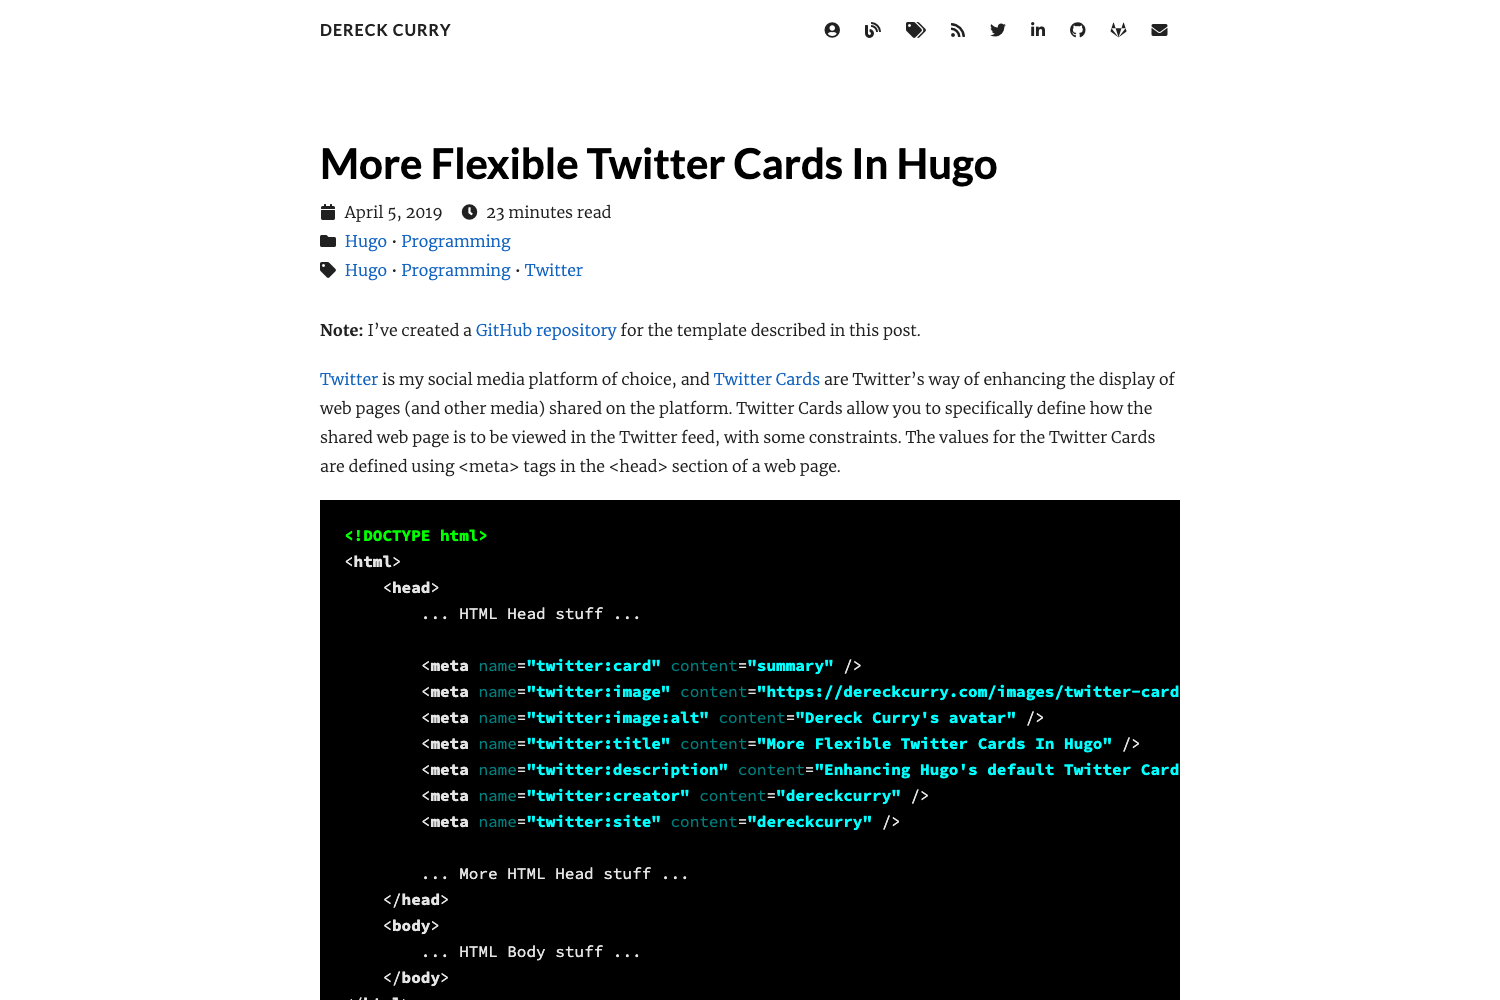 DERECK CURRY
More Flexible Twitter Cards In Hugo
April 5, 2019 23 minutes read
Hugo • Programming
Hugo • Programming • Twitter
Note: I’ve created a GitHub repository for the template described in this post.
Twitter is my social media platform of choice, and Twitter Cards are Twitter’s way of enhancing the display of
web pages (and other media) shared on the platform. Twitter Cards allow you to specifically define how the
shared web page is to be viewed in the Twitter feed, with some constraints. The values for the Twitter Cards
are defined using <meta> tags in the <head> section of a web page.
<!DOCTYPE html>
<html>
    <head>
        ... HTML Head stuff ...
        <meta name="twitter:card" content="summary" />
        <meta name="twitter:image" content="https://dereckcurry.com/images/twitter-card
        <meta name="twitter:image:alt" content="Dereck Curry's avatar" />
        <meta name="twitter:title" content="More Flexible Twitter Cards In Hugo" />
        <meta name="twitter:description" content="Enhancing Hugo's default Twitter Card
        <meta name="twitter:creator" content="dereckcurry" />
        <meta name="twitter:site" content="dereckcurry" />
        ... More HTML Head stuff ...
    </head>
    <body>
        ... HTML Body stuff ...
    </body>